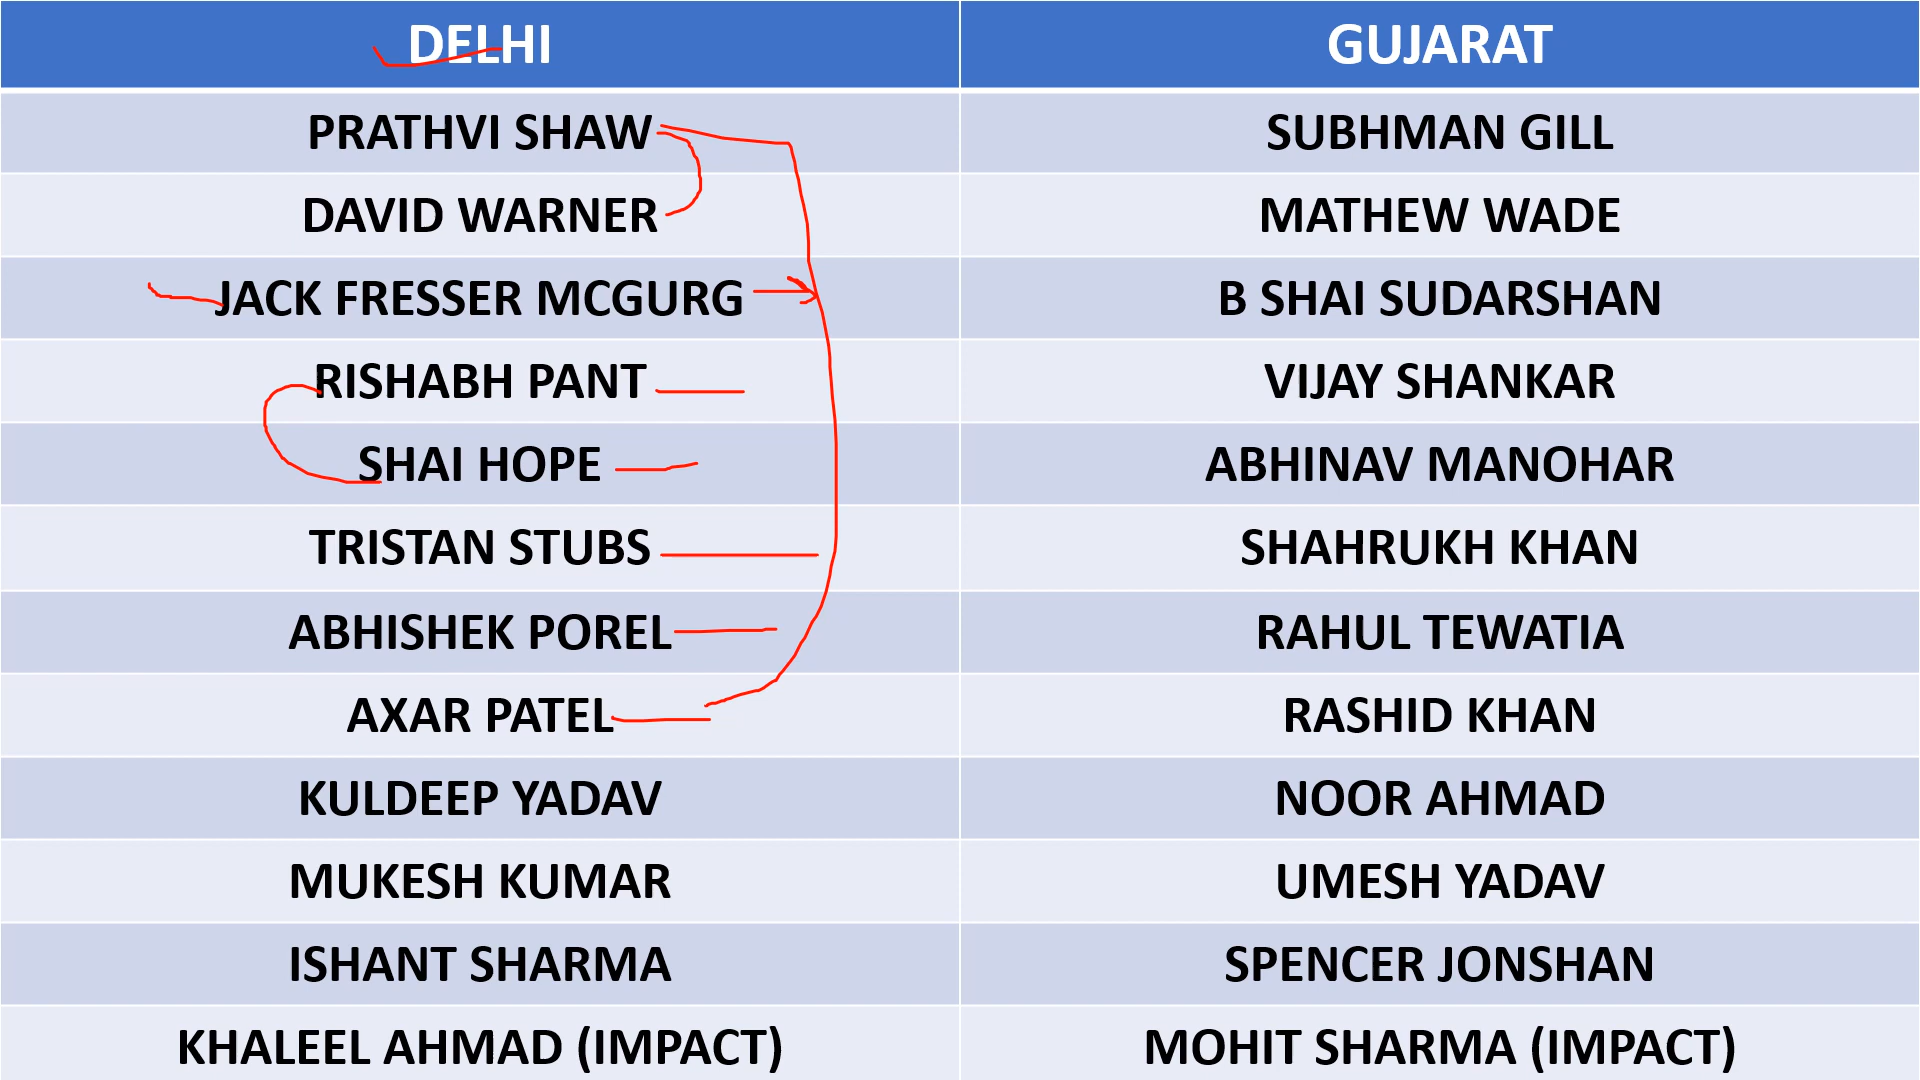 DELHI GUJARAT
PRATHVI SHAW SUBHMAN GILL
DAVID WARNER MATHEW WADE
JACK FRESSER MCGURG B SHAI SUDARSHAN
RISHABH PANT VIJAY SHANKAR
SHAI HOPE ABHINAV MANOHAR
TRISTAN STUBS SHAHRUKH KHAN
ABHISHEK POREL RAHUL TEWATIA
AXAR PATEL RASHID KHAN
KULDEEP YADAV NOOR AHMAD
MUKESH KUMAR UMESH YADAV
ISHANT SHARMA SPENCER JONSHAN
KHALEEL AHMAD (IMPACT) MOHIT SHARMA (IMPACT)